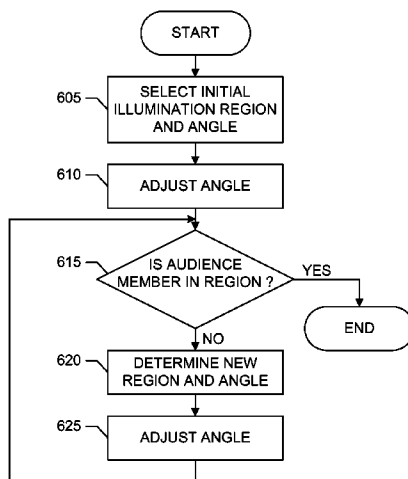 START
605
SELECT INITIAL
ILLUMINATION REGION
AND ANGLE
610
ADJUST ANGLE
615
IS AUDIENCE
MEMBER IN REGION ?
YES
END
NO
620
DETERMINE NEW
REGION AND ANGLE
625
ADJUST ANGLE